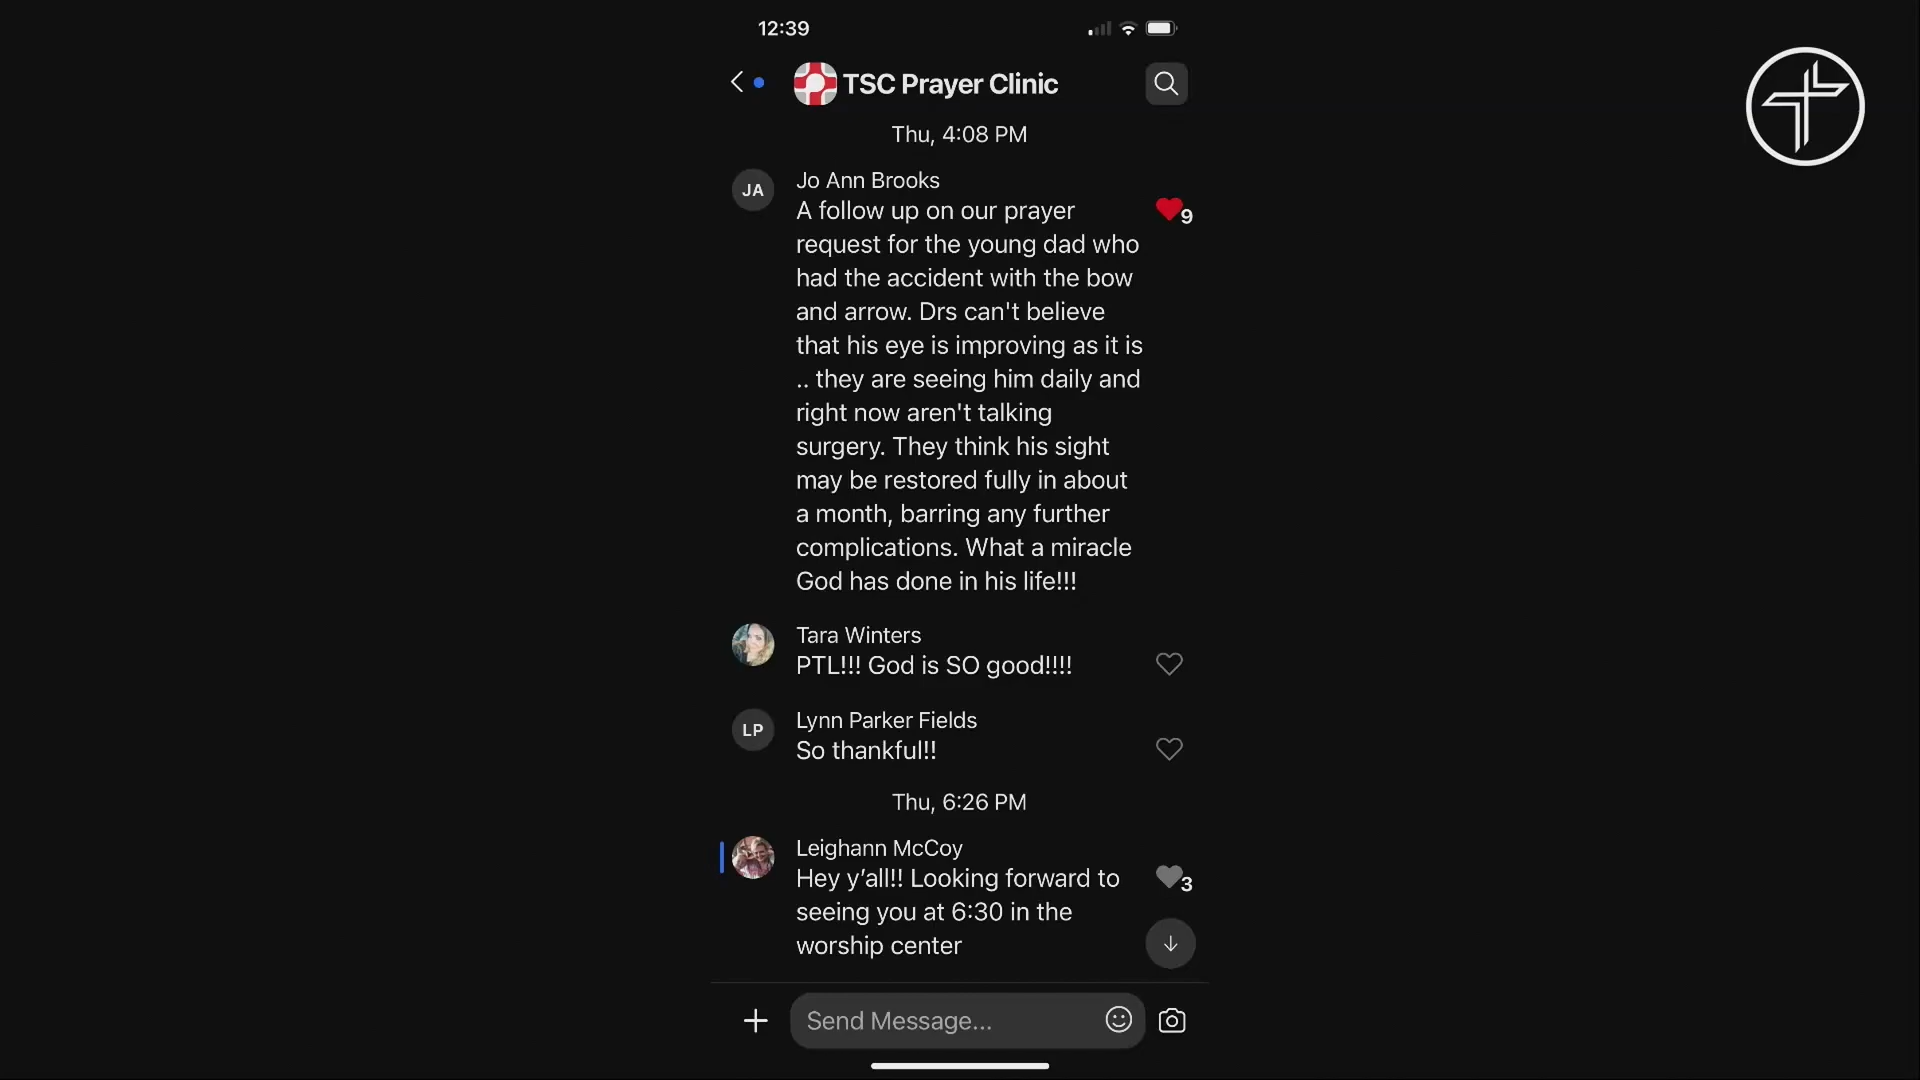 12:39
TSC Prayer Clinic
Thu, 4:08 PM
JA
Jo Ann Brooks
A follow up on our prayer
9
request for the young dad who
had the accident with the bow
and arrow. Drs can't believe
that his eye is improving as it is
.. they are seeing him daily and
right now aren't talking
surgery. They think his sight
may be restored fully in about
a month, barring any further
complications. What a miracle
God has done in his life!!!
Tara Winters
PTL!!! God is SO good!!!!
LP
Lynn Parker Fields
So thankful!!
Thu, 6:26 PM
Leighann McCoy
Hey y’all!! Looking forward to
3
seeing you at 6:30 in the
worship center
Send Message...